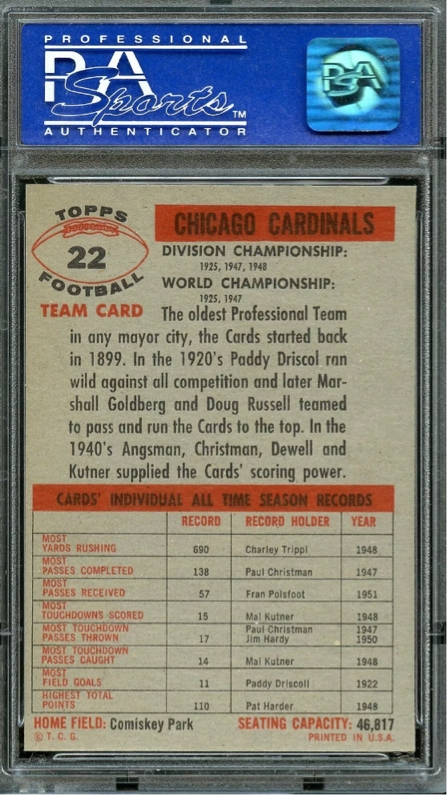 PROFESSIONAL
PSA
Sports™
AUTHENTICATOR
PSA
TOPPS
22
FOOTBALL
TEAM CARD
CHICAGO CARDINALS
DIVISION CHAMPIONSHIP:
1925, 1947, 1948
WORLD CHAMPIONSHIP:
1925, 1947
The oldest Professional Team
in any mayor city, the Cards started back
in 1899. In the 1920's Paddy Driscol ran
wild against all competition and later Mar-
shall Goldberg and Doug Russell teamed
to pass and run the Cards to the top. In the
1940's Angsman, Christman, Dewell and
Kutner supplied the Cards' scoring power.
CARDS' INDIVIDUAL ALL TIME SEASON RECORDS
RECORD RECORD HOLDER YEAR
MOST
YARDS RUSHING 690 Charley Trippi 1948
MOST
PASSES COMPLETED 138 Paul Christman 1947
MOST
PASSES RECEIVED 57 Fran Polsfoot 1951
MOST
TOUCHDOWNS SCORED 15 Mal Kutner 1948
MOST TOUCHDOWN Paul Christman 1947
PASSES THROWN 17 Jim Hardy 1950
MOST TOUCHDOWN
PASSES CAUGHT 14 Mal Kutner 1948
MOST
FIELD GOALS 11 Paddy Driscoll 1922
HIGHEST TOTAL
POINTS 110 Pat Harder 1948
HOME FIELD: Comiskey Park SEATING CAPACITY: 46,817
© T. C. G. PRINTED IN U.S.A.